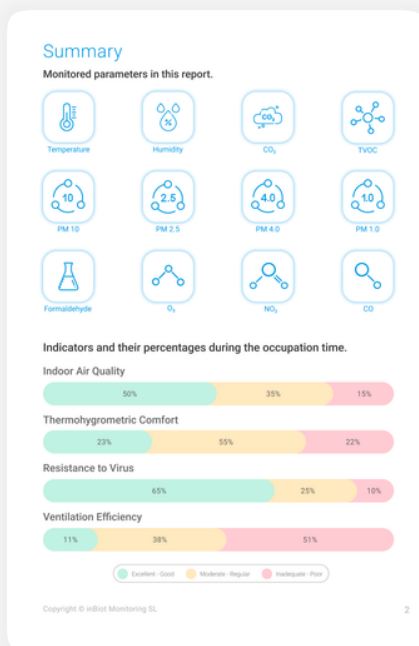 Summary
Monitored parameters in this report.
%
CO₂
Temperature
Humidity
CO₂
TVOC
10
2.5
4.0
1.0
PM 10
PM 2.5
PM 4.0
PM 1.0
Formaldehyde
O₃
NO₂
CO
Indicators and their percentages during the occupation time.
Indoor Air Quality
50% 35% 15%
Thermohygrometric Comfort
23% 55% 22%
Resistance to Virus
65% 25% 10%
Ventilation Efficiency
11% 38% 51%
Excellent - Good Moderate - Regular Inadequate - Poor
Copyright © inBiot Monitoring SL 2